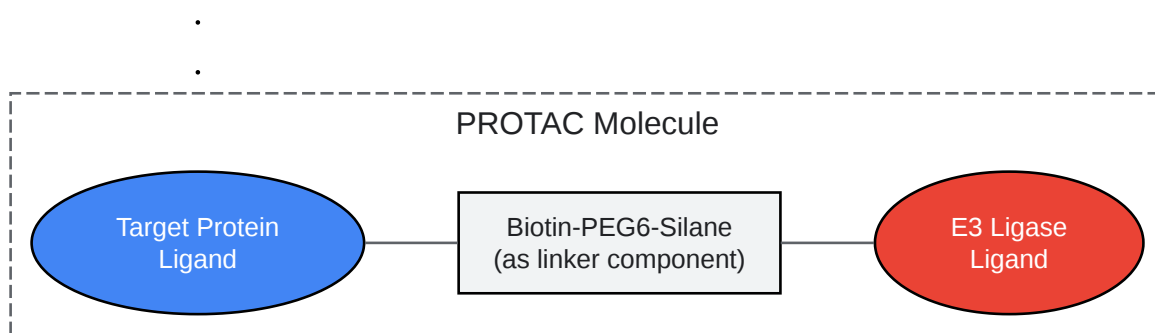 .
.
PROTAC Molecule
Target Protein
Ligand
Biotin-PEG6-Silane
(as linker component)
E3 Ligase
Ligand